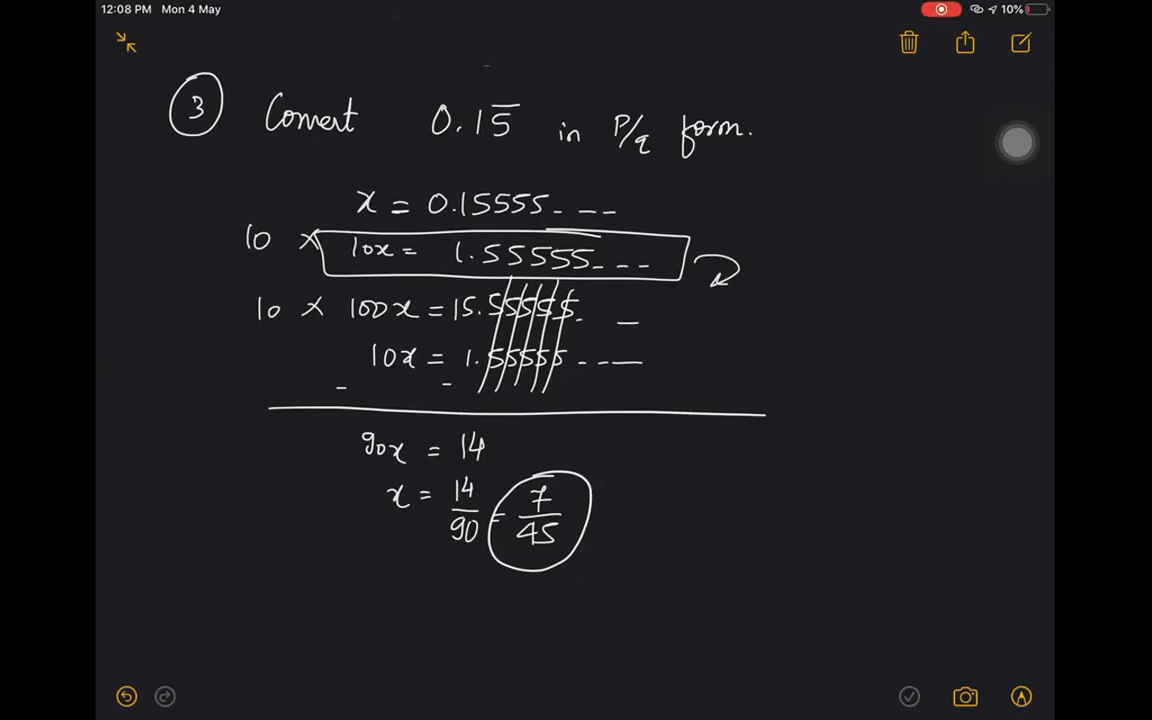 12:08 PM Mon 4 May
10%
3 Convert 0.15̅ in P/q form.
x = 0.15555----
10 × 10x = 1.55555----
10 × 100x = 15.55555. _
10x = 1.55555----
- -
90x = 14
x = 14/90 = 7/45